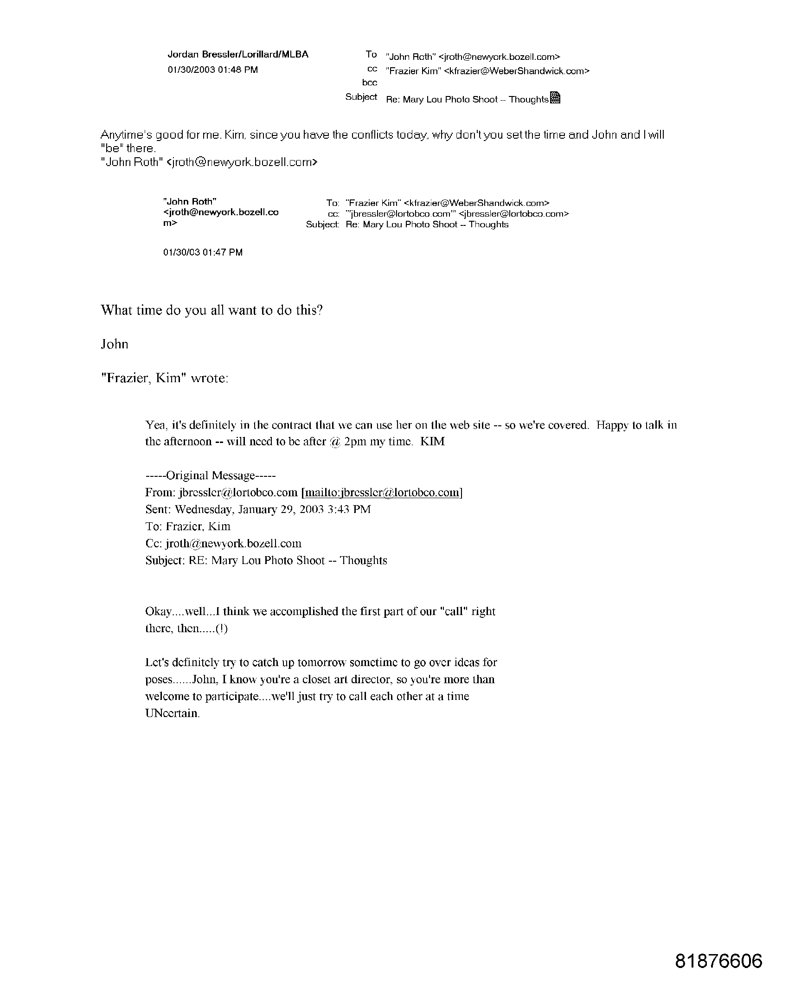 Jordan Bressler/Lorillard/MLBA
01/30/2003 01:48 PM
To "John Roth" <jroth@newyork.bozell.com>
cc "Frazier Kim" <kfrazier@WeberShandwick.com>
bcc
Subject Re: Mary Lou Photo Shoot -- Thoughts
Anytime's good for me. Kim, since you have the conflicts today, why don't you set the time and John and I will
"be" there.
"John Roth" <jroth@newyork.bozell.com>
"John Roth"
<jroth@newyork.bozell.co
m>
01/30/03 01:47 PM
To: "Frazier Kim" <kfrazier@WeberShandwick.com>
cc: "'jbressler@lortobco.com'" <jbressler@lortobco.com>
Subject: Re: Mary Lou Photo Shoot -- Thoughts
What time do you all want to do this?
John
"Frazier, Kim" wrote:
Yea, it's definitely in the contract that we can use her on the web site -- so we're covered. Happy to talk in
the afternoon -- will need to be after @ 2pm my time. KIM
-----Original Message-----
From: jbressler@lortobco.com [mailto:jbressler@lortobco.com]
Sent: Wednesday, January 29, 2003 3:43 PM
To: Frazier, Kim
Cc: jroth@newyork.bozell.com
Subject: RE: Mary Lou Photo Shoot -- Thoughts
Okay....well...I think we accomplished the first part of our "call" right
there, then.....(!)
Let's definitely try to catch up tomorrow sometime to go over ideas for
poses......John, I know you're a closet art director, so you're more than
welcome to participate....we'll just try to call each other at a time
UNcertain.
81876606